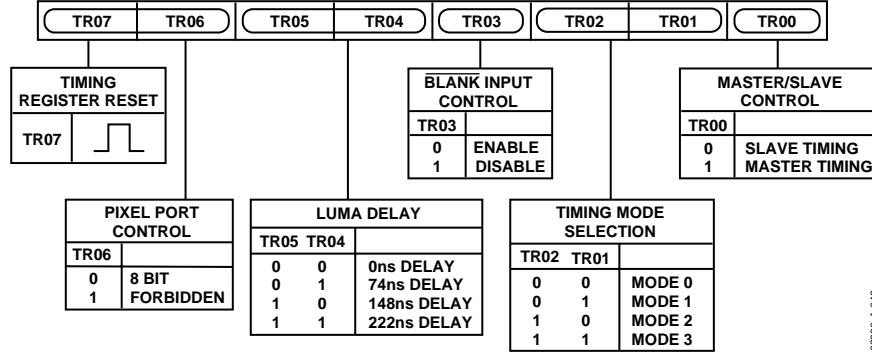 TR07 TR06 TR05 TR04 TR03 TR02 TR01 TR00
TIMING
REGISTER RESET
TR07
BLANK INPUT
CONTROL
TR03
0 ENABLE
1 DISABLE
MASTER/SLAVE
CONTROL
TR00
0 SLAVE TIMING
1 MASTER TIMING
PIXEL PORT
CONTROL
TR06
0 8 BIT
1 FORBIDDEN
LUMA DELAY
TR05 TR04
0 0 0ns DELAY
0 1 74ns DELAY
1 0 148ns DELAY
1 1 222ns DELAY
TIMING MODE
SELECTION
TR02 TR01
0 0 MODE 0
0 1 MODE 1
1 0 MODE 2
1 1 MODE 3